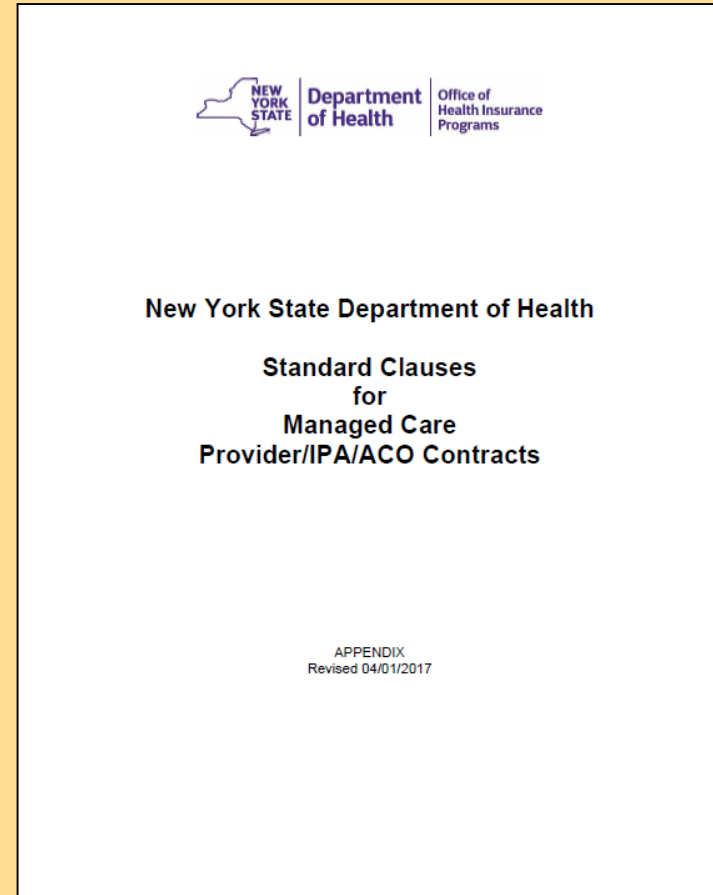 NEW
YORK
STATE
Department
of Health
Office of
Health Insurance
Programs
New York State Department of Health
Standard Clauses
for
Managed Care
Provider/IPA/ACO Contracts
APPENDIX
Revised 04/01/2017